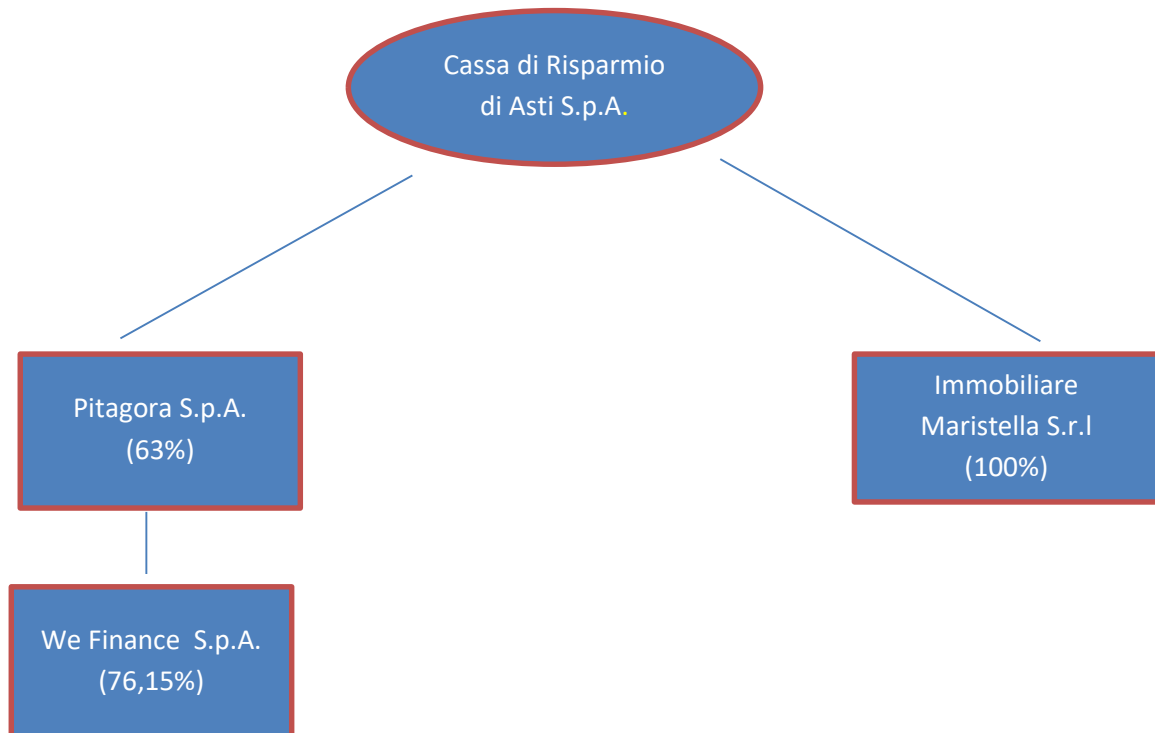 Cassa di Risparmio
di Asti S.p.A.
Pitagora S.p.A.
(63%)
Immobiliare
Maristella S.r.l
(100%)
We Finance  S.p.A.
(76,15%)